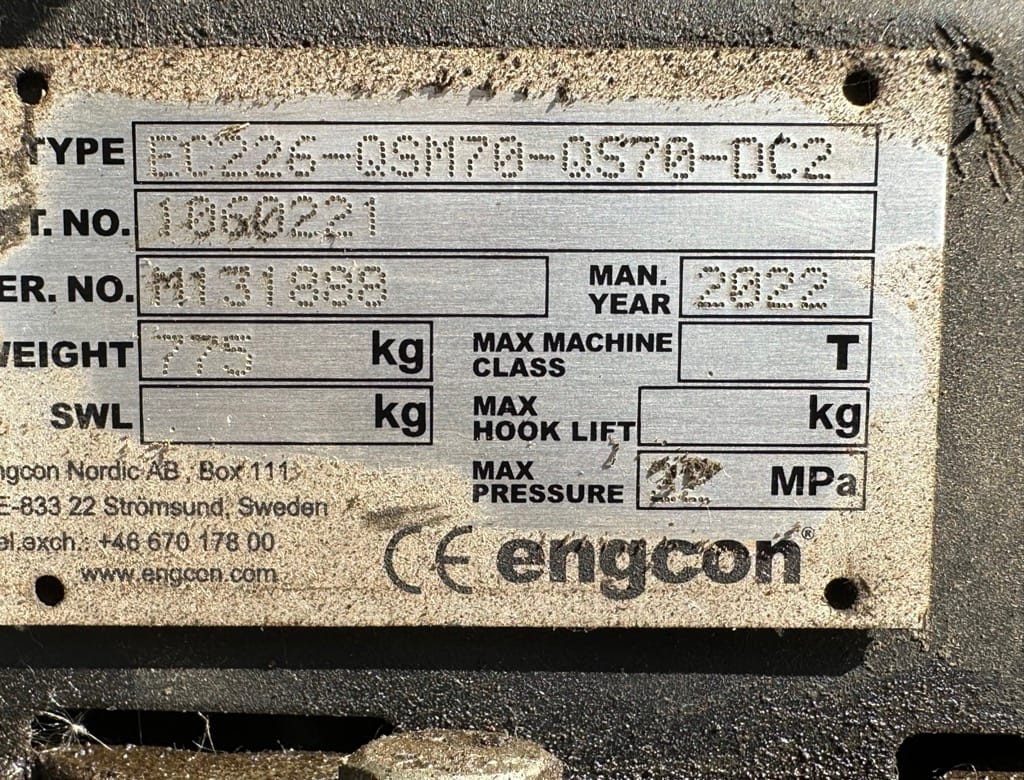 TYPE EC226-QSM70-QS70-DC2
T. NO. 1060221
ER. NO. M131888 MAN. YEAR 2022
WEIGHT 775 kg MAX MACHINE CLASS T
SWL kg MAX HOOK LIFT kg
MAX PRESSURE MPa
ngcon Nordic AB, Box 111
E-833 22 Strömsund, Sweden
el.exch.: +46 670 178 00
www.engcon.com
CE engcon®